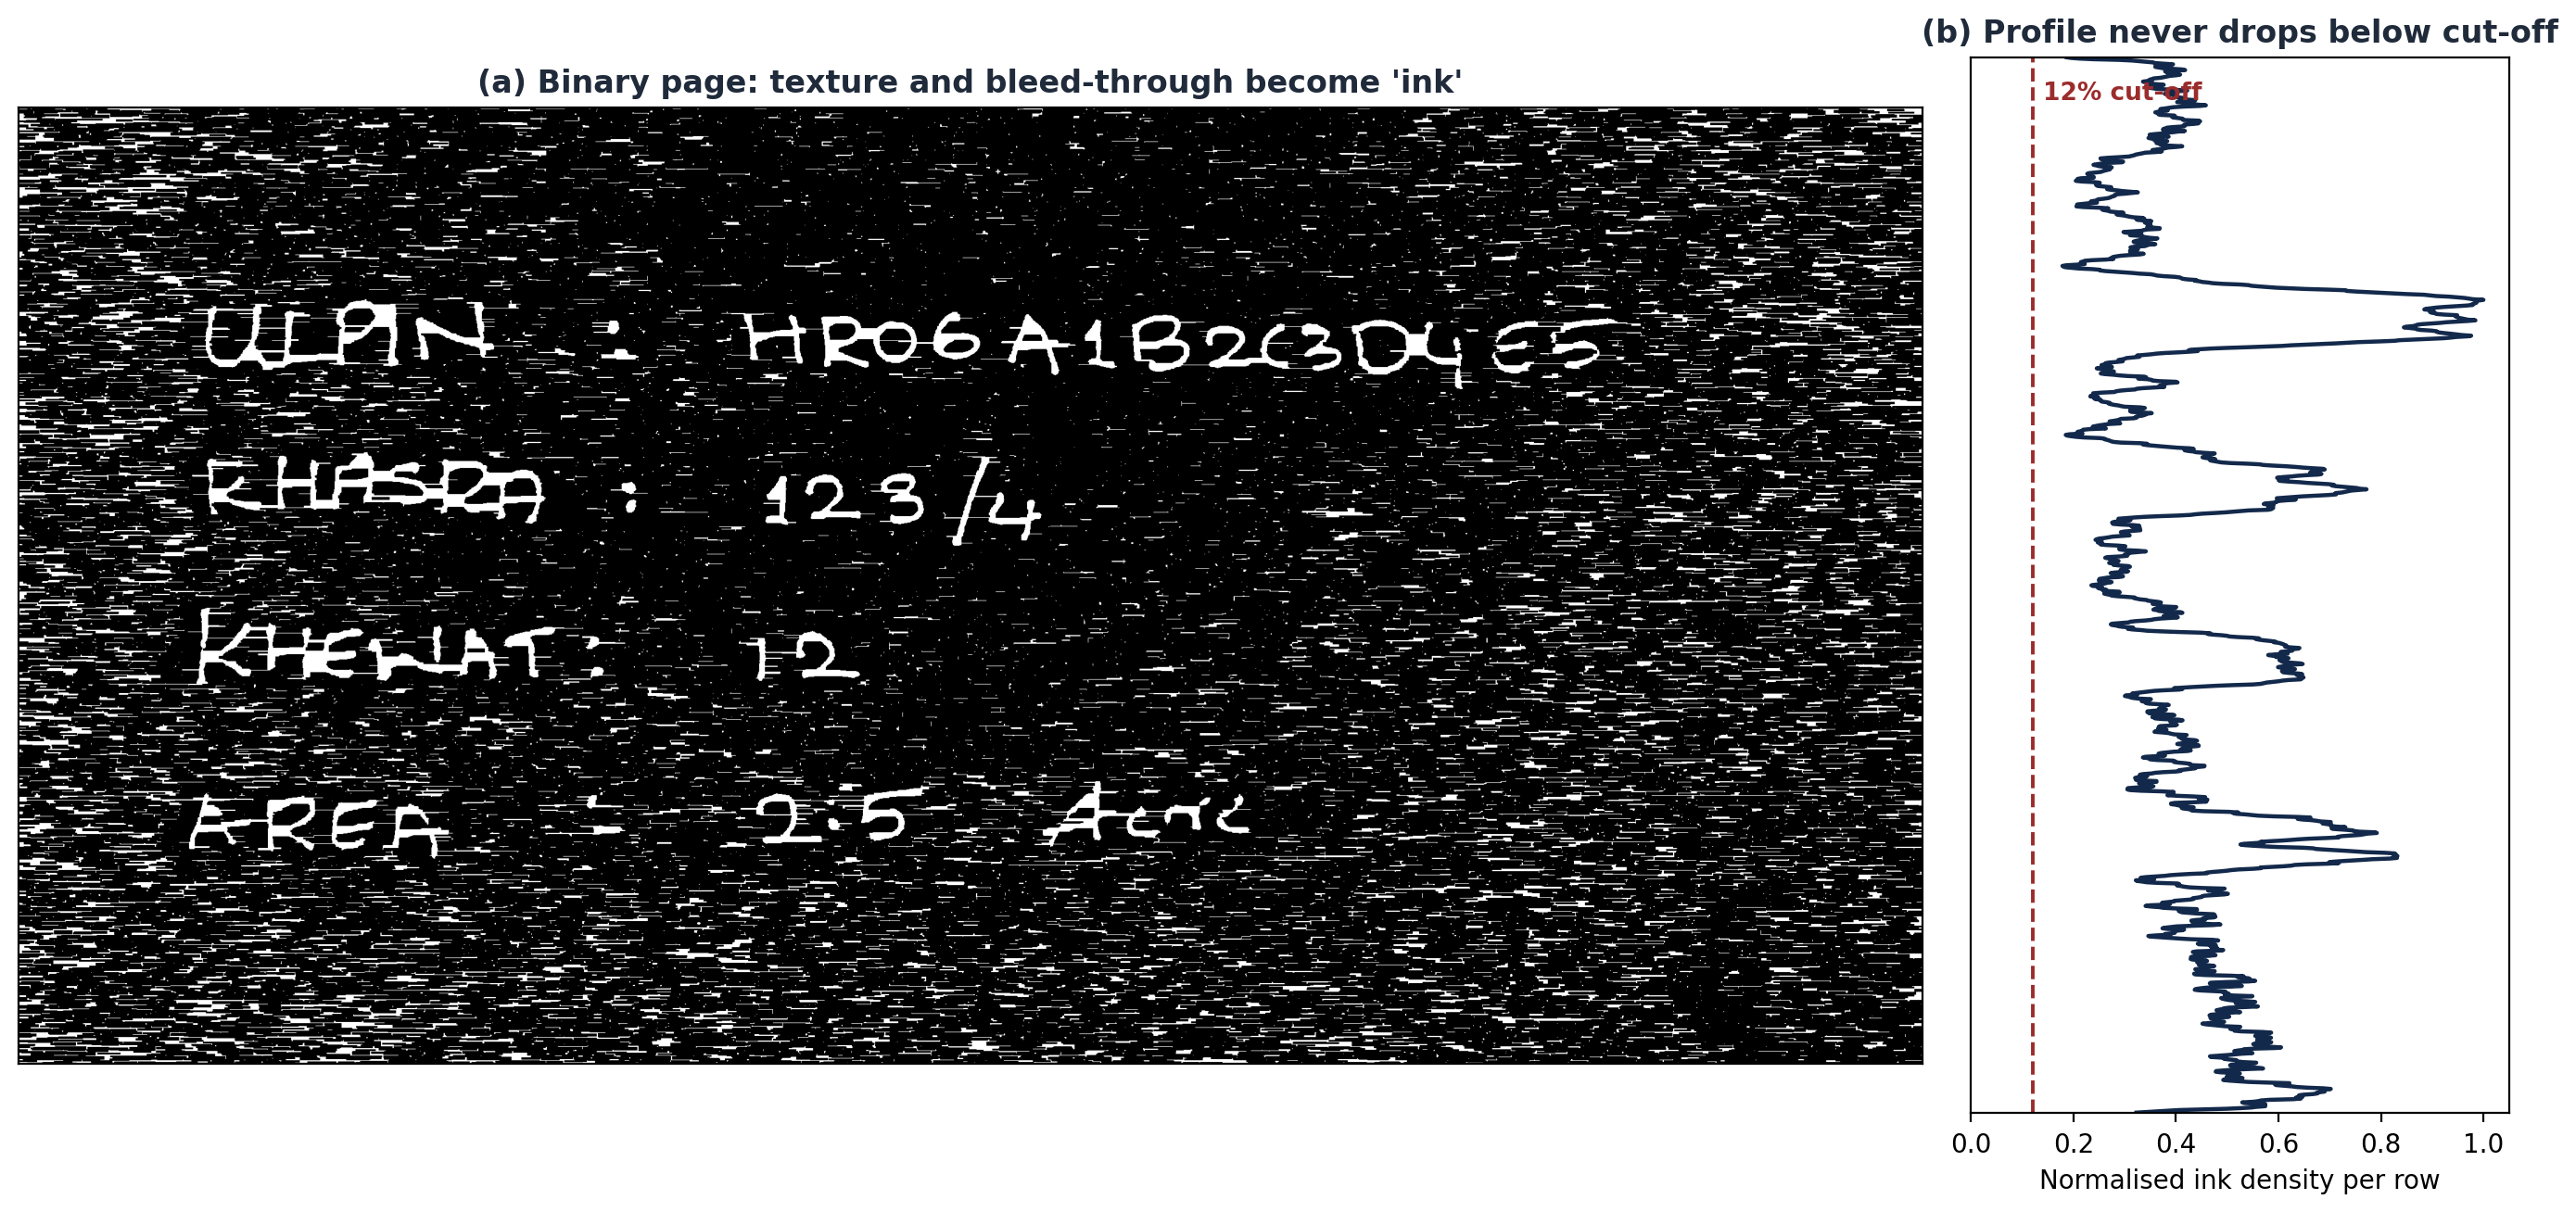 (a) Binary page: texture and bleed-through become 'ink'
ULPIN : HR06A1B2C3D4E5
KHASRA : 123/4
KHEWAT: 12
AREA - 2.5 Acre
(b) Profile never drops below cut-off
12% cut-off
0.0 0.2 0.4 0.6 0.8 1.0
Normalised ink density per row